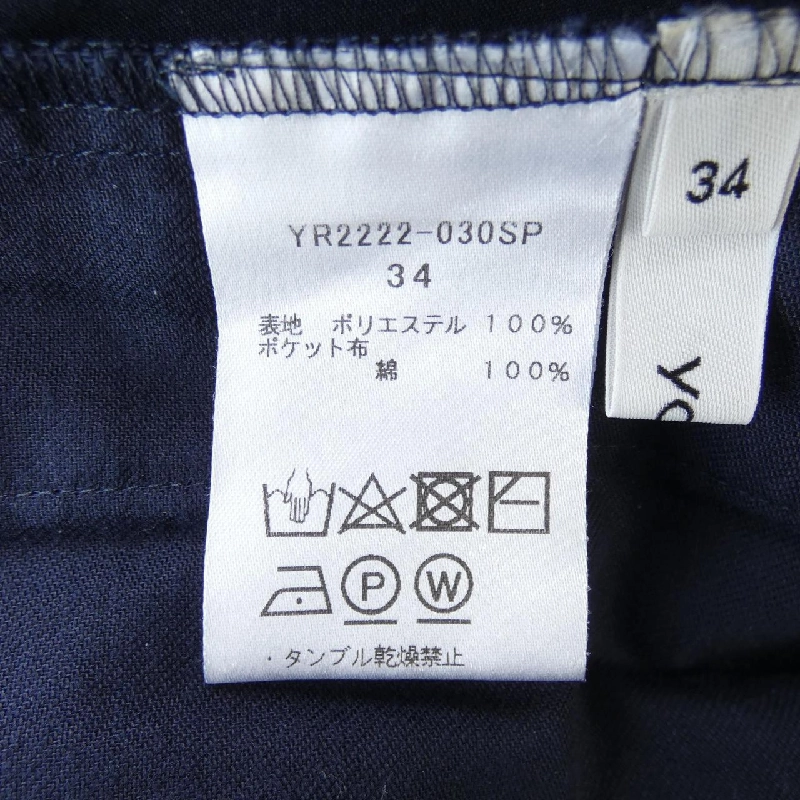 YR2222-030SP
34
表地 ポリエステル 100%
ポケット布
綿 100%
P W
・タンブル乾燥禁止
34
Yo